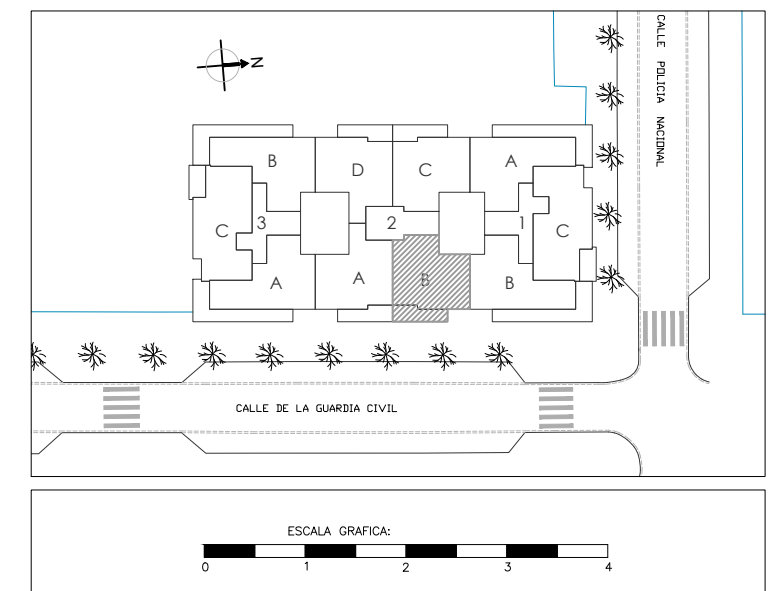 CALLE POLICIA NACIONAL
N
B
D
C
A
C
3
2
1
C
A
A
B
B
CALLE DE LA GUARDIA CIVIL
ESCALA GRAFICA:
0 1 2 3 4